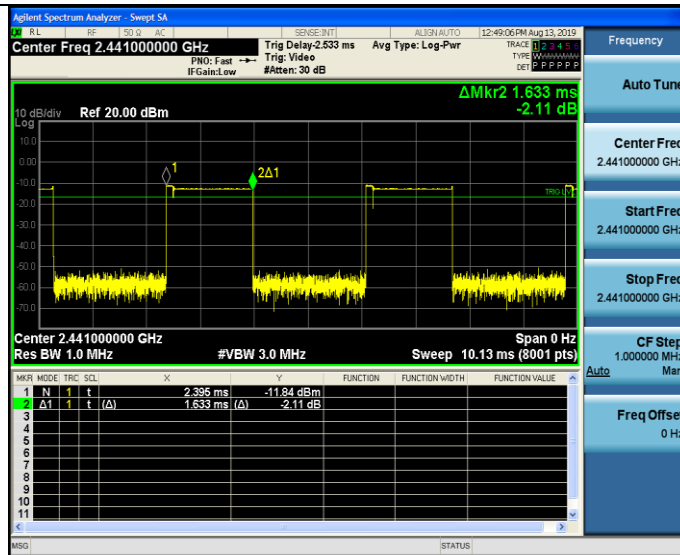 Agilent Spectrum Analyzer - Swept SA
RL RF 50 Ω AC SENSE:INT ALIGN AUTO 12:49:06 PM Aug 13, 2019
Center Freq 2.441000000 GHz
PNO: Fast
IFGain:Low
Trig Delay-2.533 ms
Trig: Video
#Atten: 30 dB
Avg Type: Log-Pwr
TRACE 1 2 3 4 5 6
TYPE
DET P P P P P P
ΔMkr2 1.633 ms
-2.11 dB
10 dB/div Ref 20.00 dBm
Log
10.0
0.00
-10.0
-20.0
-30.0
-40.0
-50.0
-60.0
-70.0
1
2Δ1
Center 2.441000000 GHz Span 0 Hz
Res BW 1.0 MHz #VBW 3.0 MHz Sweep 10.13 ms (8001 pts)
MKR MODE TRC SCL X Y FUNCTION FUNCTION WIDTH FUNCTION VALUE
1 N 1 t 2.395 ms -11.84 dBm
2 Δ1 1 t (Δ) 1.633 ms (Δ) -2.11 dB
3
4
5
6
7
8
9
10
11
MSG STATUS
Frequency
Auto Tune
Center Freq
2.441000000 GHz
Start Freq
2.441000000 GHz
Stop Freq
2.441000000 GHz
CF Step
1.000000 MHz
Auto Man
Freq Offset
0 Hz